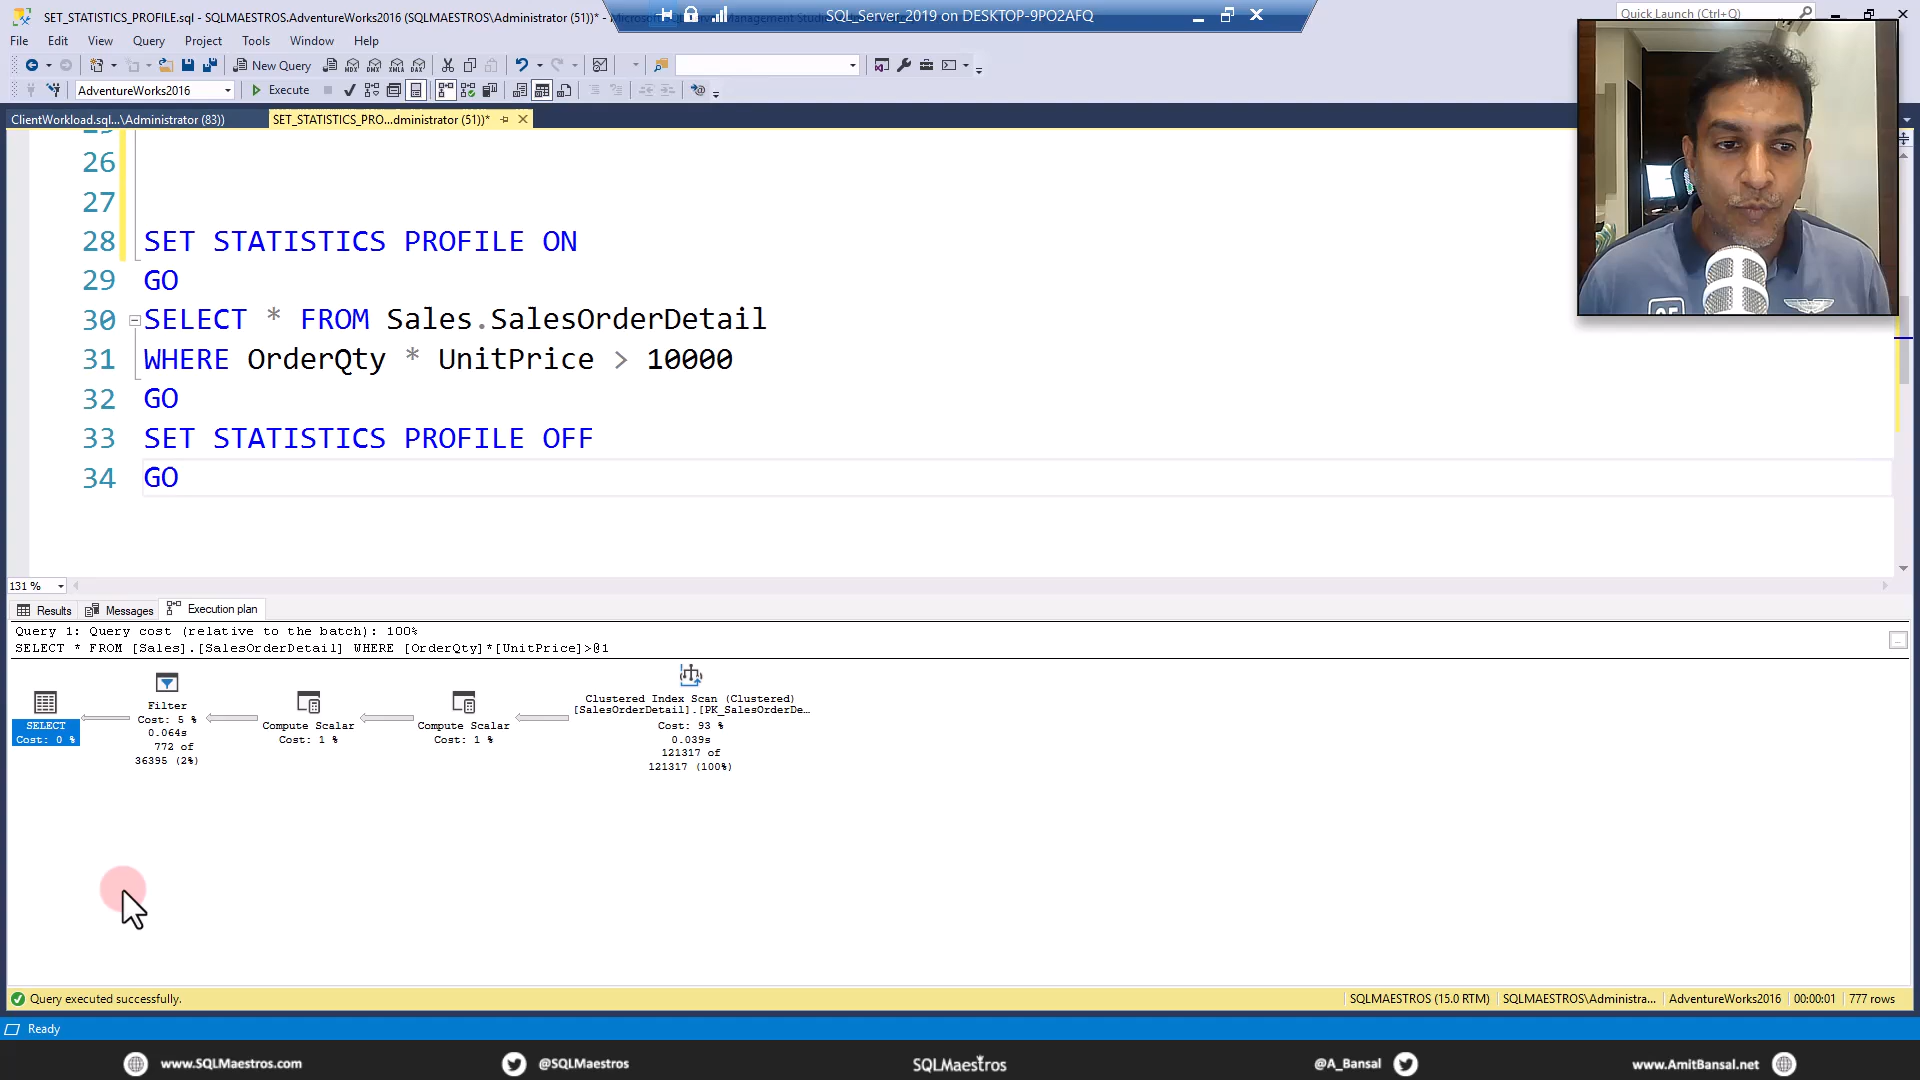 SET_STATISTICS_PROFILE.sql - SQLMAESTROS.AdventureWorks2016 (SQLMAESTROS\Administrator (51))* -
SQL_Server_2019 on DESKTOP-9PO2AFQ
Quick Launch (Ctrl+Q)
File Edit View Query Project Tools Window Help
New Query
MDX DMX XMLA DAX
AdventureWorks2016
Execute
ClientWorkload.sql...\Administrator (83))
SET_STATISTICS_PRO...dministrator (51))*
26
27
28 SET STATISTICS PROFILE ON
29 GO
30 SELECT * FROM Sales.SalesOrderDetail
31 WHERE OrderQty * UnitPrice > 10000
32 GO
33 SET STATISTICS PROFILE OFF
34 GO
131 %
Results Messages Execution plan
Query 1: Query cost (relative to the batch): 100%
SELECT * FROM [Sales].[SalesOrderDetail] WHERE [OrderQty]*[UnitPrice]>@1
SELECT
Cost: 0 %
Filter
Cost: 5 %
0.064s
772 of
36395 (2%)
Compute Scalar
Cost: 1 %
Compute Scalar
Cost: 1 %
Clustered Index Scan (Clustered)
[SalesOrderDetail].[PK_SalesOrderDe...
Cost: 93 %
0.039s
121317 of
121317 (100%)
Query executed successfully.
SQLMAESTROS (15.0 RTM) SQLMAESTROS\Administra... AdventureWorks2016 00:00:01 777 rows
Ready
www.SQLMaestros.com
@SQLMaestros
SQLMaestros
@A_Bansal
www.AmitBansal.net